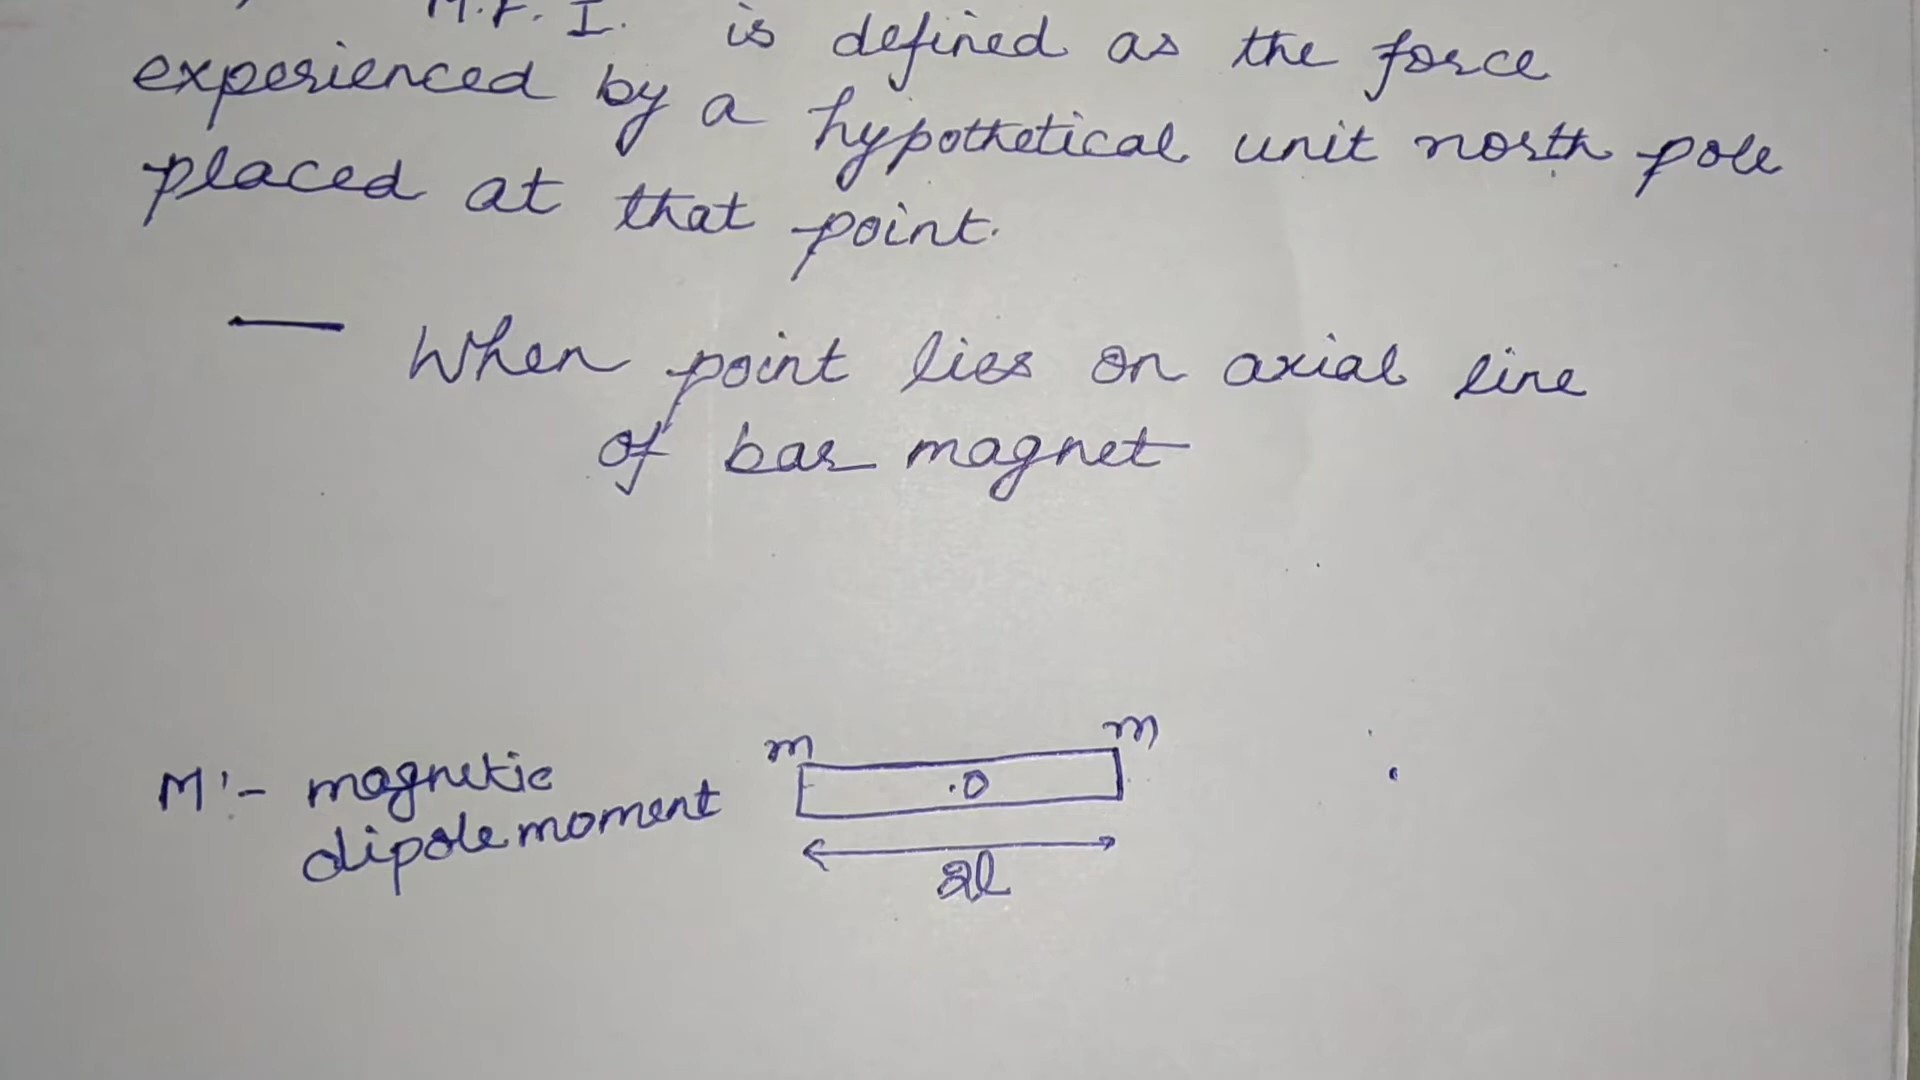 M.F.I. is defined as the force
experienced by a hypothetical unit north pole
placed at that point.
— When point lies on axial line
of bar magnet
m m
M:- magnetic .O
dipole moment
2l